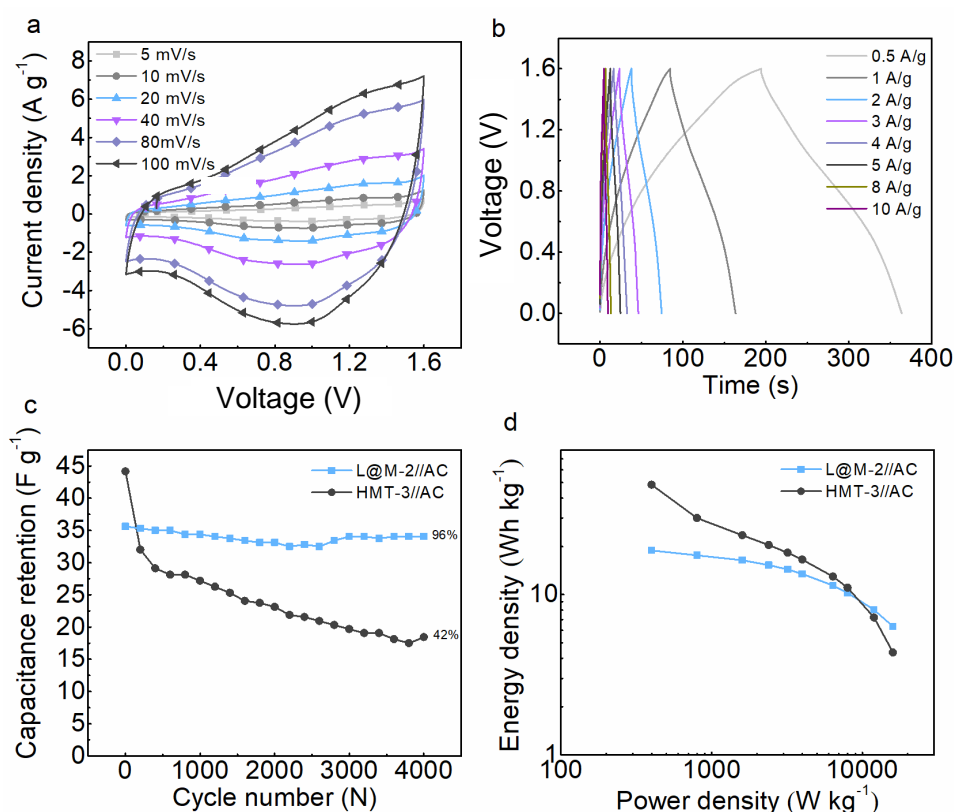 a
Current density (A g-1)
8
7
6
4
2
0
-2
-4
-6
5 mV/s
10 mV/s
20 mV/s
40 mV/s
80mV/s
100 mV/s
0.0 0.4 0.8 1.2 1.6
Voltage (V)
b
Voltage (V)
1.6
1.2
0.8
0.4
0.0
0.5 A/g
1 A/g
2 A/g
3 A/g
4 A/g
5 A/g
8 A/g
10 A/g
0 100 200 300 400
Time (s)
c
Capacitance retention (F g-1)
45
40
35
30
25
20
15
10
5
0
L@M-2//AC
HMT-3//AC
96%
42%
0 1000 2000 3000 4000
Cycle number (N)
d
Energy density (Wh kg-1)
10
1
L@M-2//AC
HMT-3//AC
100 1000 10000
Power density (W kg-1)